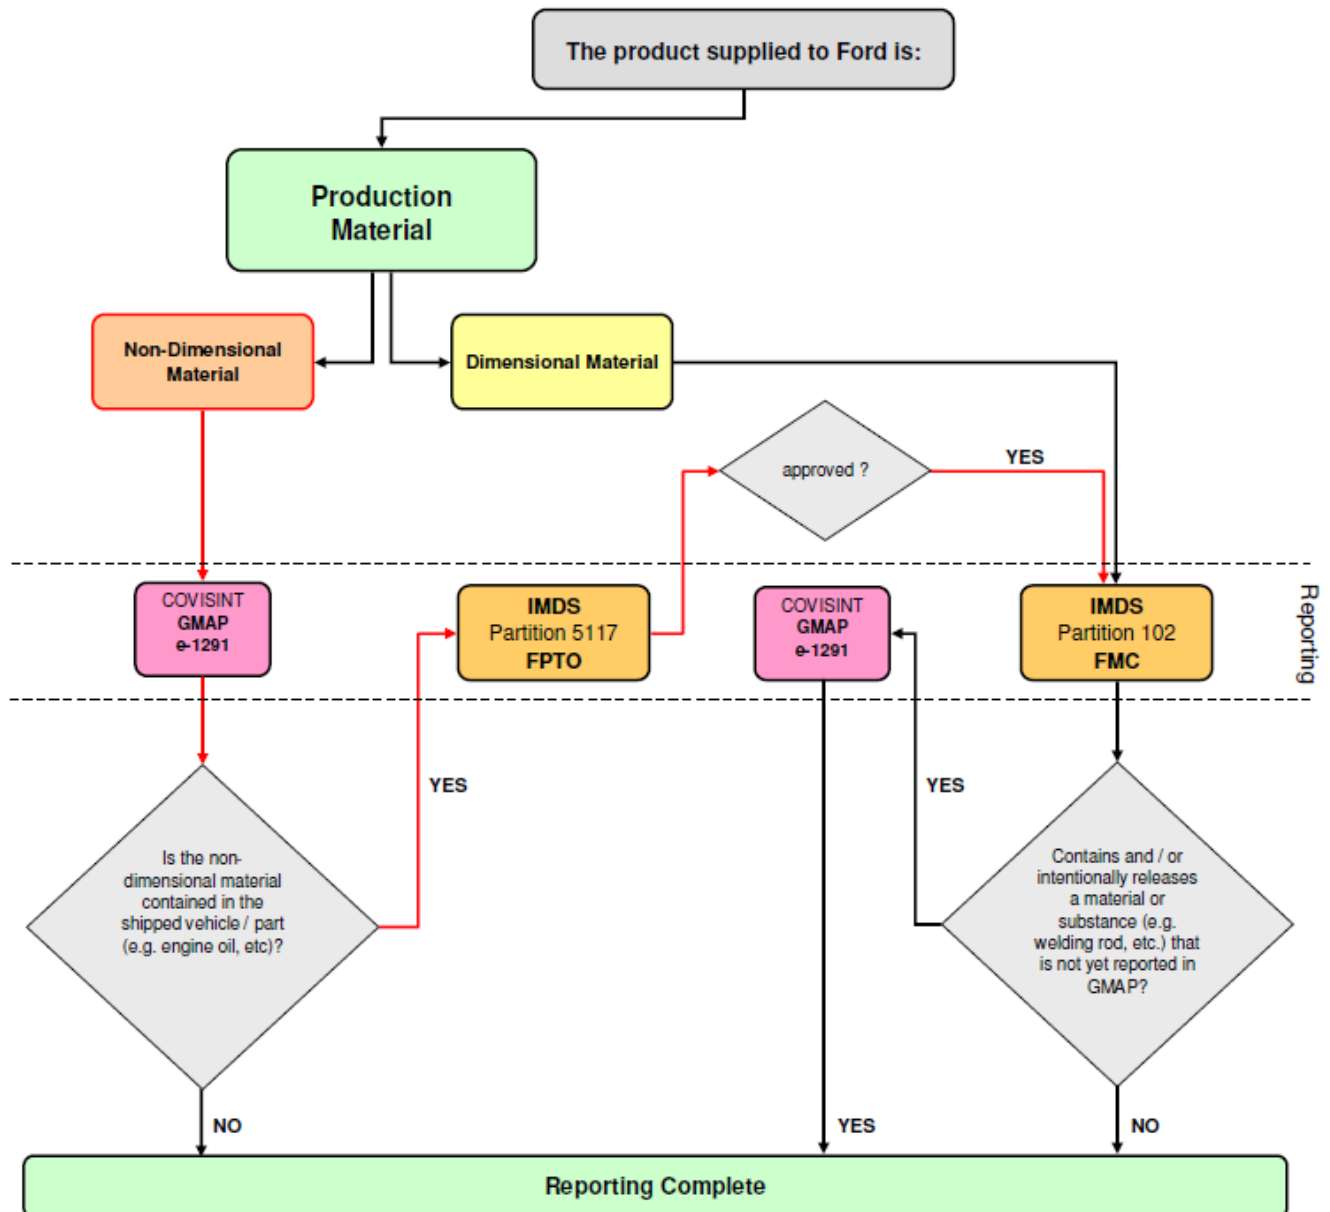 The product supplied to Ford is:
Production
Material
Non-Dimensional
Material
Dimensional Material
approved ?
YES
Reporting
COVISINT
GMAP
e-1291
IMDS
Partition 5117
FPTO
COVISINT
GMAP
e-1291
IMDS
Partition 102
FMC
YES
YES
Is the non-
dimensional material
contained in the
shipped vehicle / part
(e.g. engine oil, etc)?
Contains and / or
intentionally releases
a material or
substance (e.g.
welding rod, etc.) that
is not yet reported in
GMAP?
NO
YES
NO
Reporting Complete